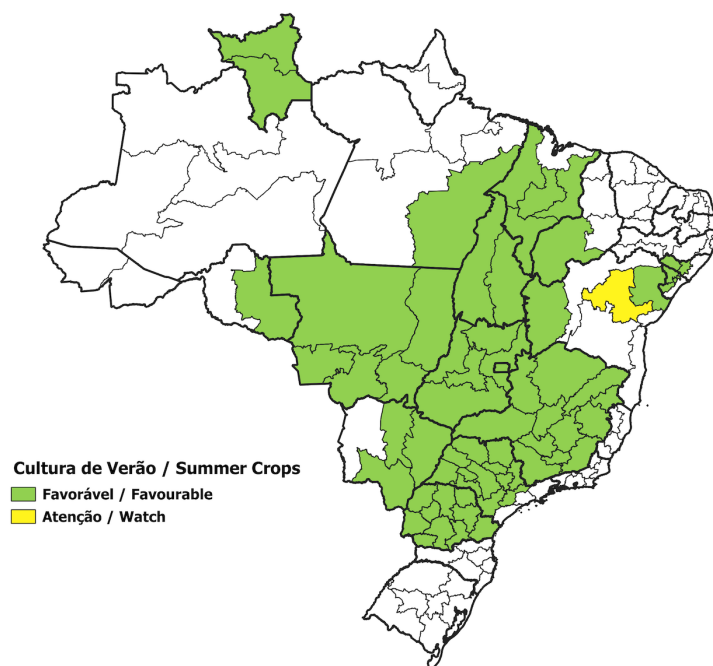 Cultura de Verão / Summer Crops
Favorável / Favourable
Atenção / Watch